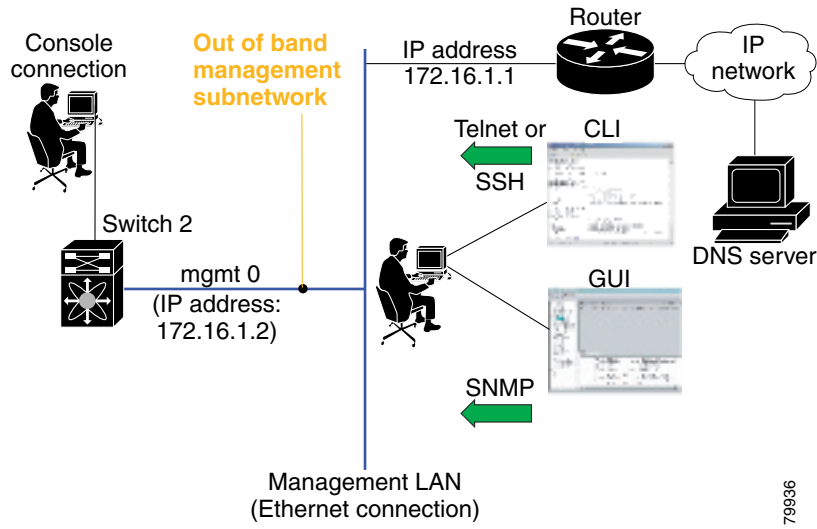 Console
connection
Out of band
management
subnetwork
Router
IP address
172.16.1.1
IP
network
Telnet or
SSH
CLI
Switch 2
DNS server
mgmt 0
(IP address:
172.16.1.2)
GUI
SNMP
Management LAN
(Ethernet connection)
79936